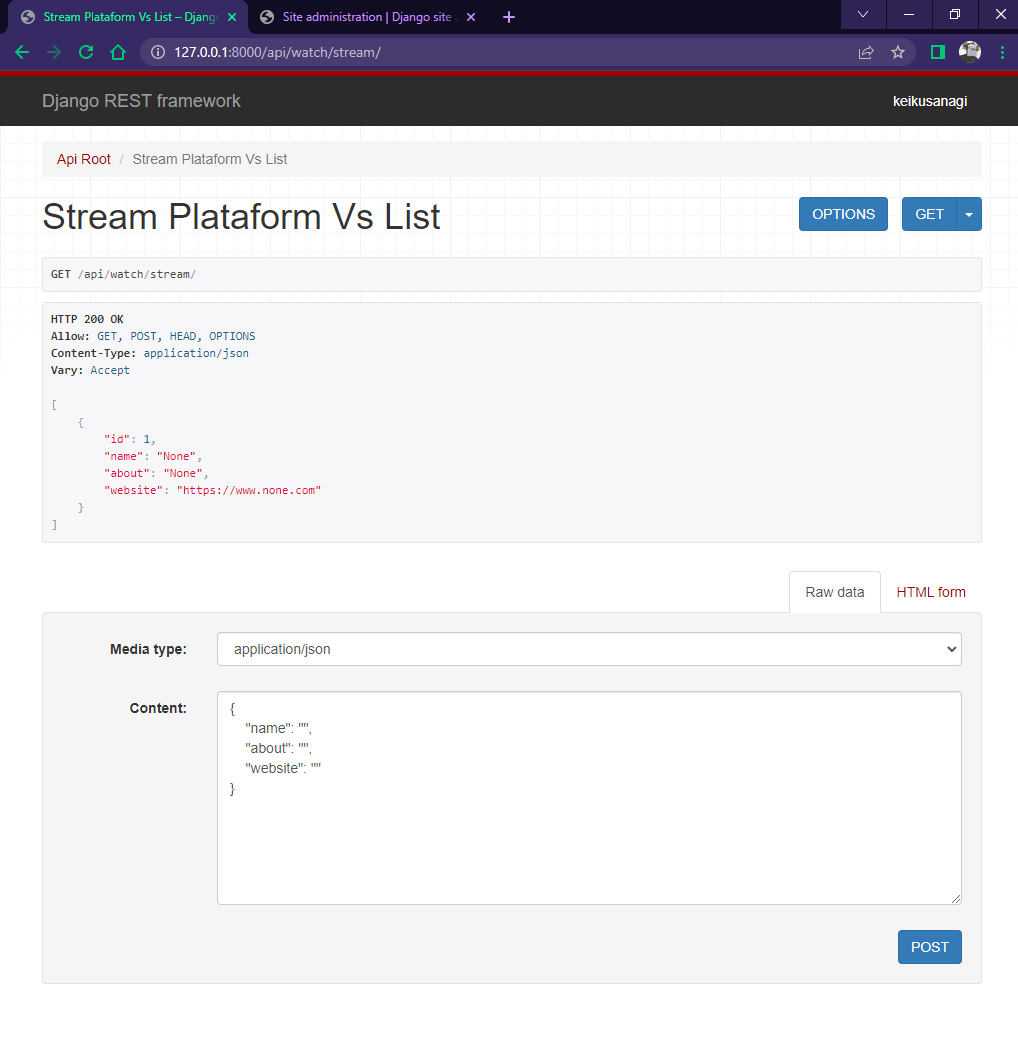 Stream Plataform Vs List – Djang
Site administration | Django site
127.0.0.1:8000/api/watch/stream/
Django REST framework
keikusanagi
Api Root / Stream Plataform Vs List
Stream Plataform Vs List
OPTIONS
GET
GET /api/watch/stream/
HTTP 200 OK
Allow: GET, POST, HEAD, OPTIONS
Content-Type: application/json
Vary: Accept
[
{
"id": 1,
"name": "None",
"about": "None",
"website": "https://www.none.com"
}
]
Raw data
HTML form
Media type:
application/json
Content:
{
"name": "",
"about": "",
"website": ""
}
POST